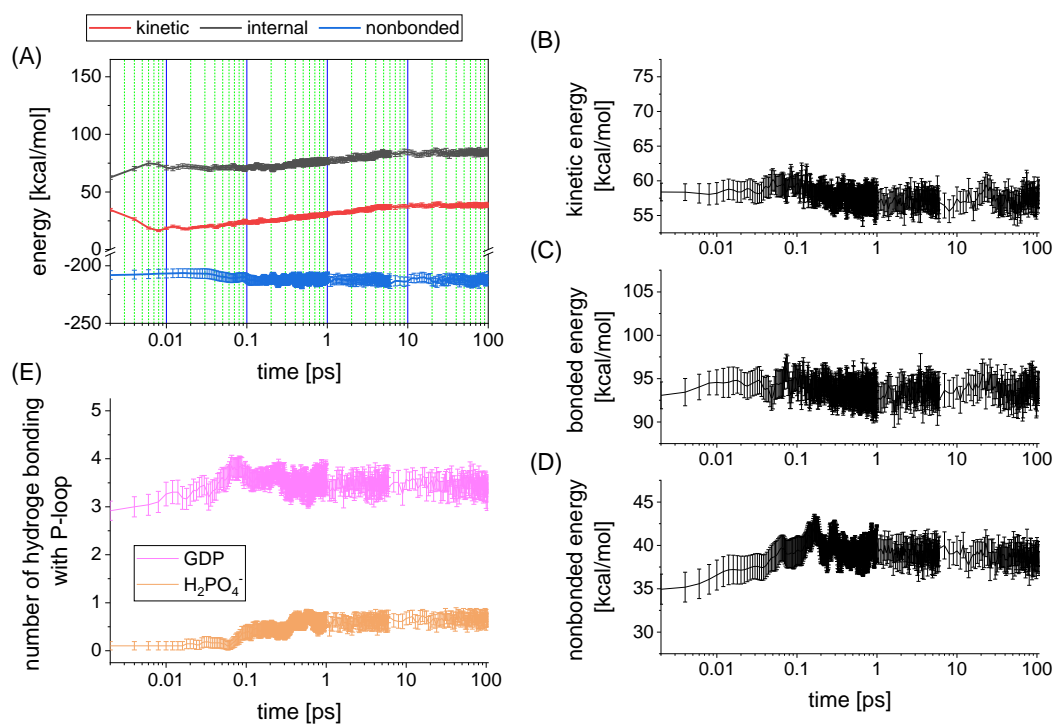 kinetic internal nonbonded
(A)
150
100
50
0
-200
-250
energy [kcal/mol]
0.01 0.1 1 10 100
time [ps]
(B)
75
70
65
60
55
kinetic energy
[kcal/mol]
0.01 0.1 1 10 100
(C)
105
100
95
90
bonded energy
[kcal/mol]
0.01 0.1 1 10 100
(D)
45
40
35
30
nonbonded energy
[kcal/mol]
0.01 0.1 1 10 100
time [ps]
(E)
5
4
3
2
1
0
number of hydroge bonding
with P-loop
GDP
H₂PO₄⁻
0.01 0.1 1 10 100
time [ps]